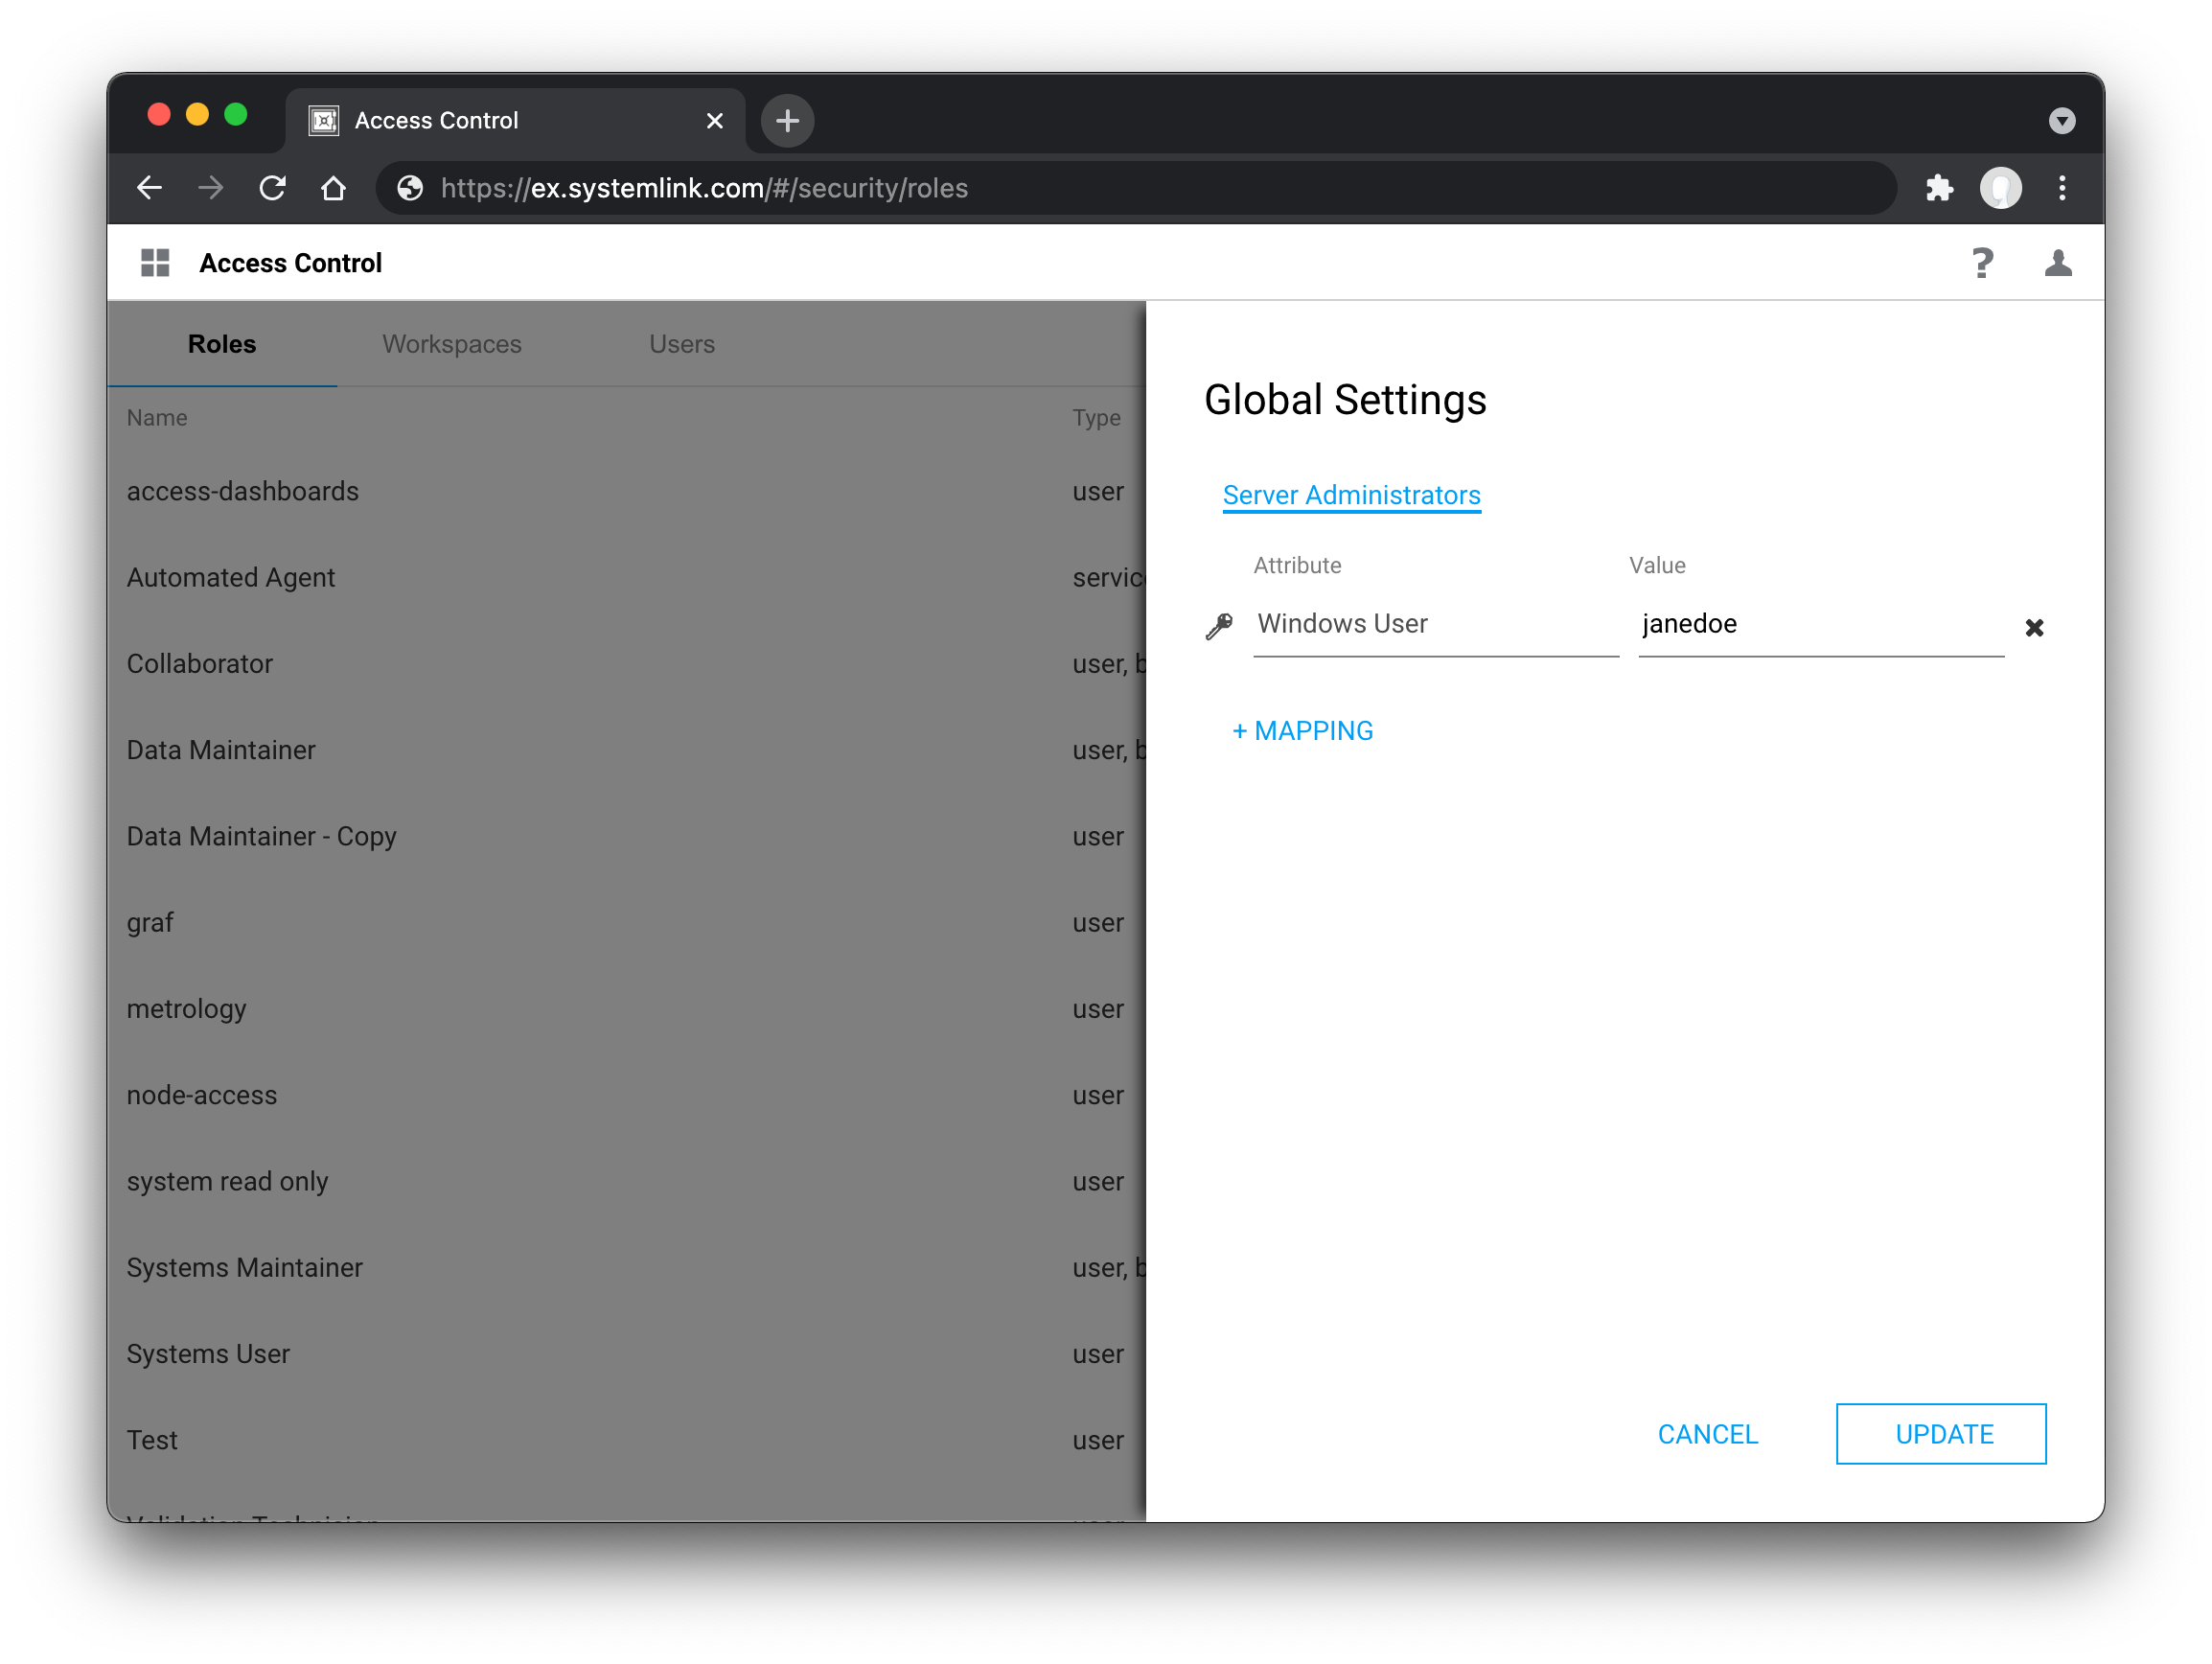 Access Control
https://ex.systemlink.com/#/security/roles
Access Control
Roles Workspaces Users
Name Type
access-dashboards user
Automated Agent
Collaborator user,
Data Maintainer user,
Data Maintainer - Copy user
graf user
metrology user
node-access user
system read only user
Systems Maintainer user,
Systems User user
Test user
Global Settings
Server Administrators
Attribute Value
Windows User janedoe
+ MAPPING
CANCEL UPDATE